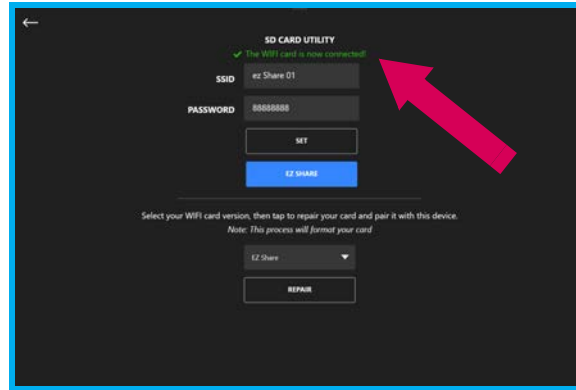 SD CARD UTILITY
✔ The WIFI card is now connected!
SSID ez Share 01
PASSWORD 88888888
SET
EZ SHARE
Select your WIFI card version, then tap to repair your card and pair it with this device.
Note: This process will format your card
EZ Share
REPAIR